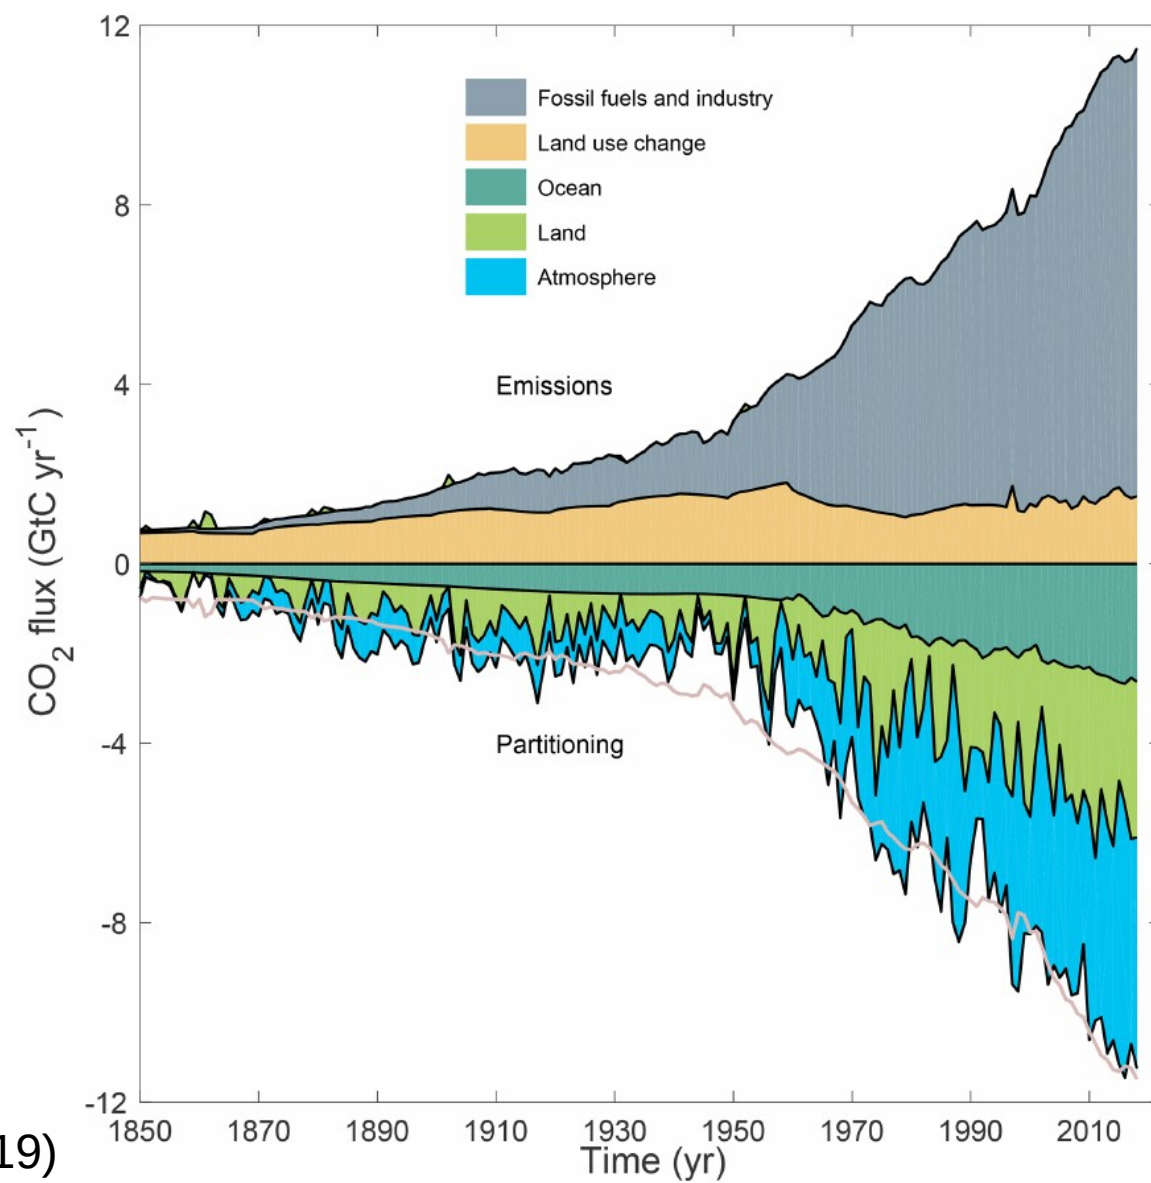 12
8
4
0
-4
-8
-12
CO2 flux (GtC yr-1)
Fossil fuels and industry
Land use change
Ocean
Land
Atmosphere
Emissions
Partitioning
1850 1870 1890 1910 1930 1950 1970 1990 2010
Time (yr)
19)